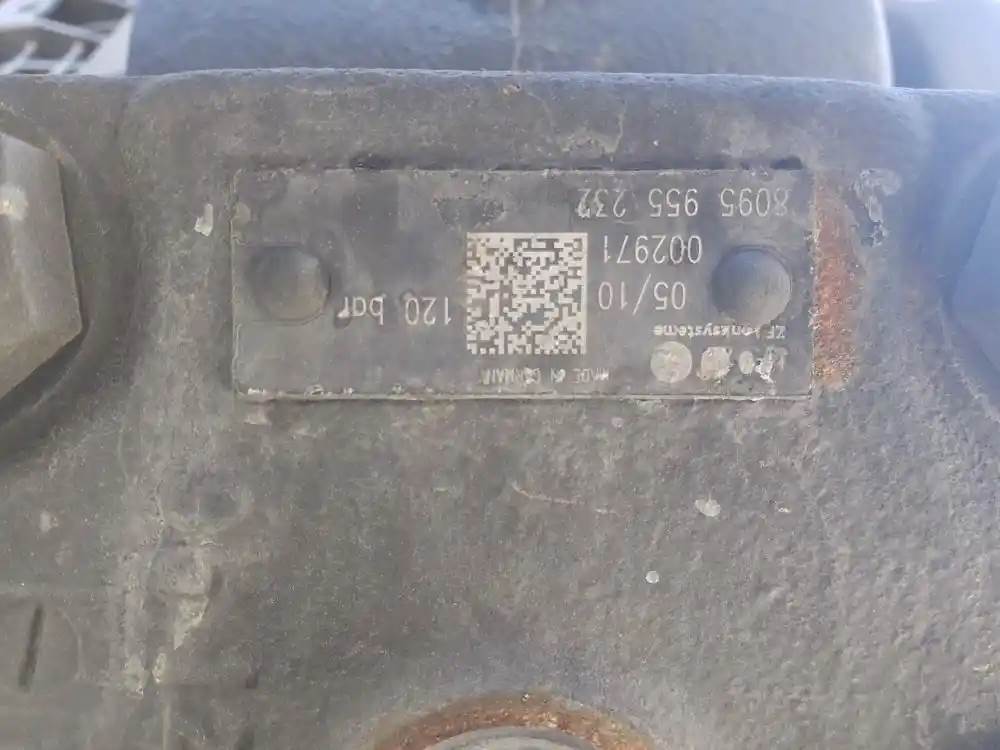 MADE IN GERMANY
ZF Lenksysteme
05/10
120 bar
002971
8095 955 232